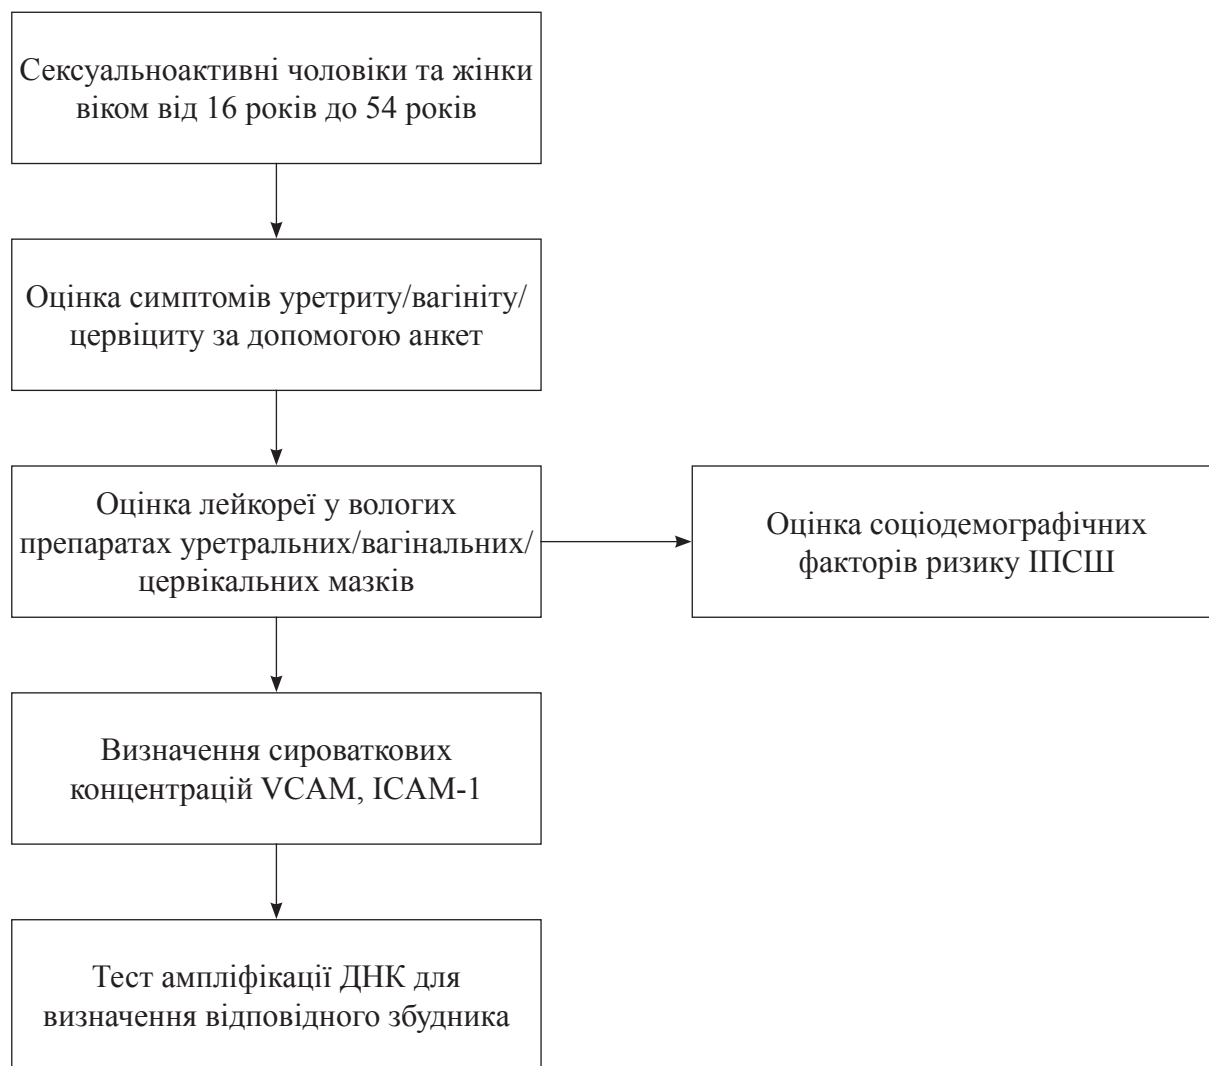 Сексуальноактивні чоловіки та жінки
віком від 16 років до 54 років
Оцінка симптомів уретриту/вагініту/
цервіциту за допомогою анкет
Оцінка лейкореї у вологих
препаратах уретральних/вагінальних/
цервікальних мазків
Оцінка соціодемографічних
факторів ризику ІПСШ
Визначення сироваткових
концентрацій VCAM, ICAM-1
Тест ампліфікації ДНК для
визначення відповідного збудника